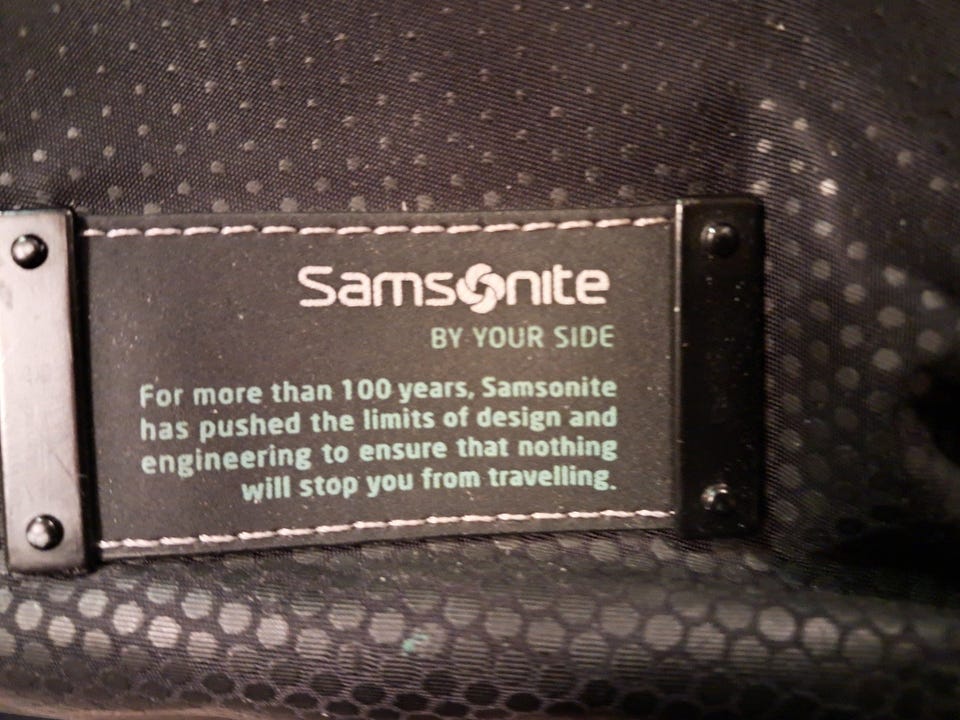 Samsonite
BY YOUR SIDE
For more than 100 years, Samsonite
has pushed the limits of design and
engineering to ensure that nothing
will stop you from travelling.